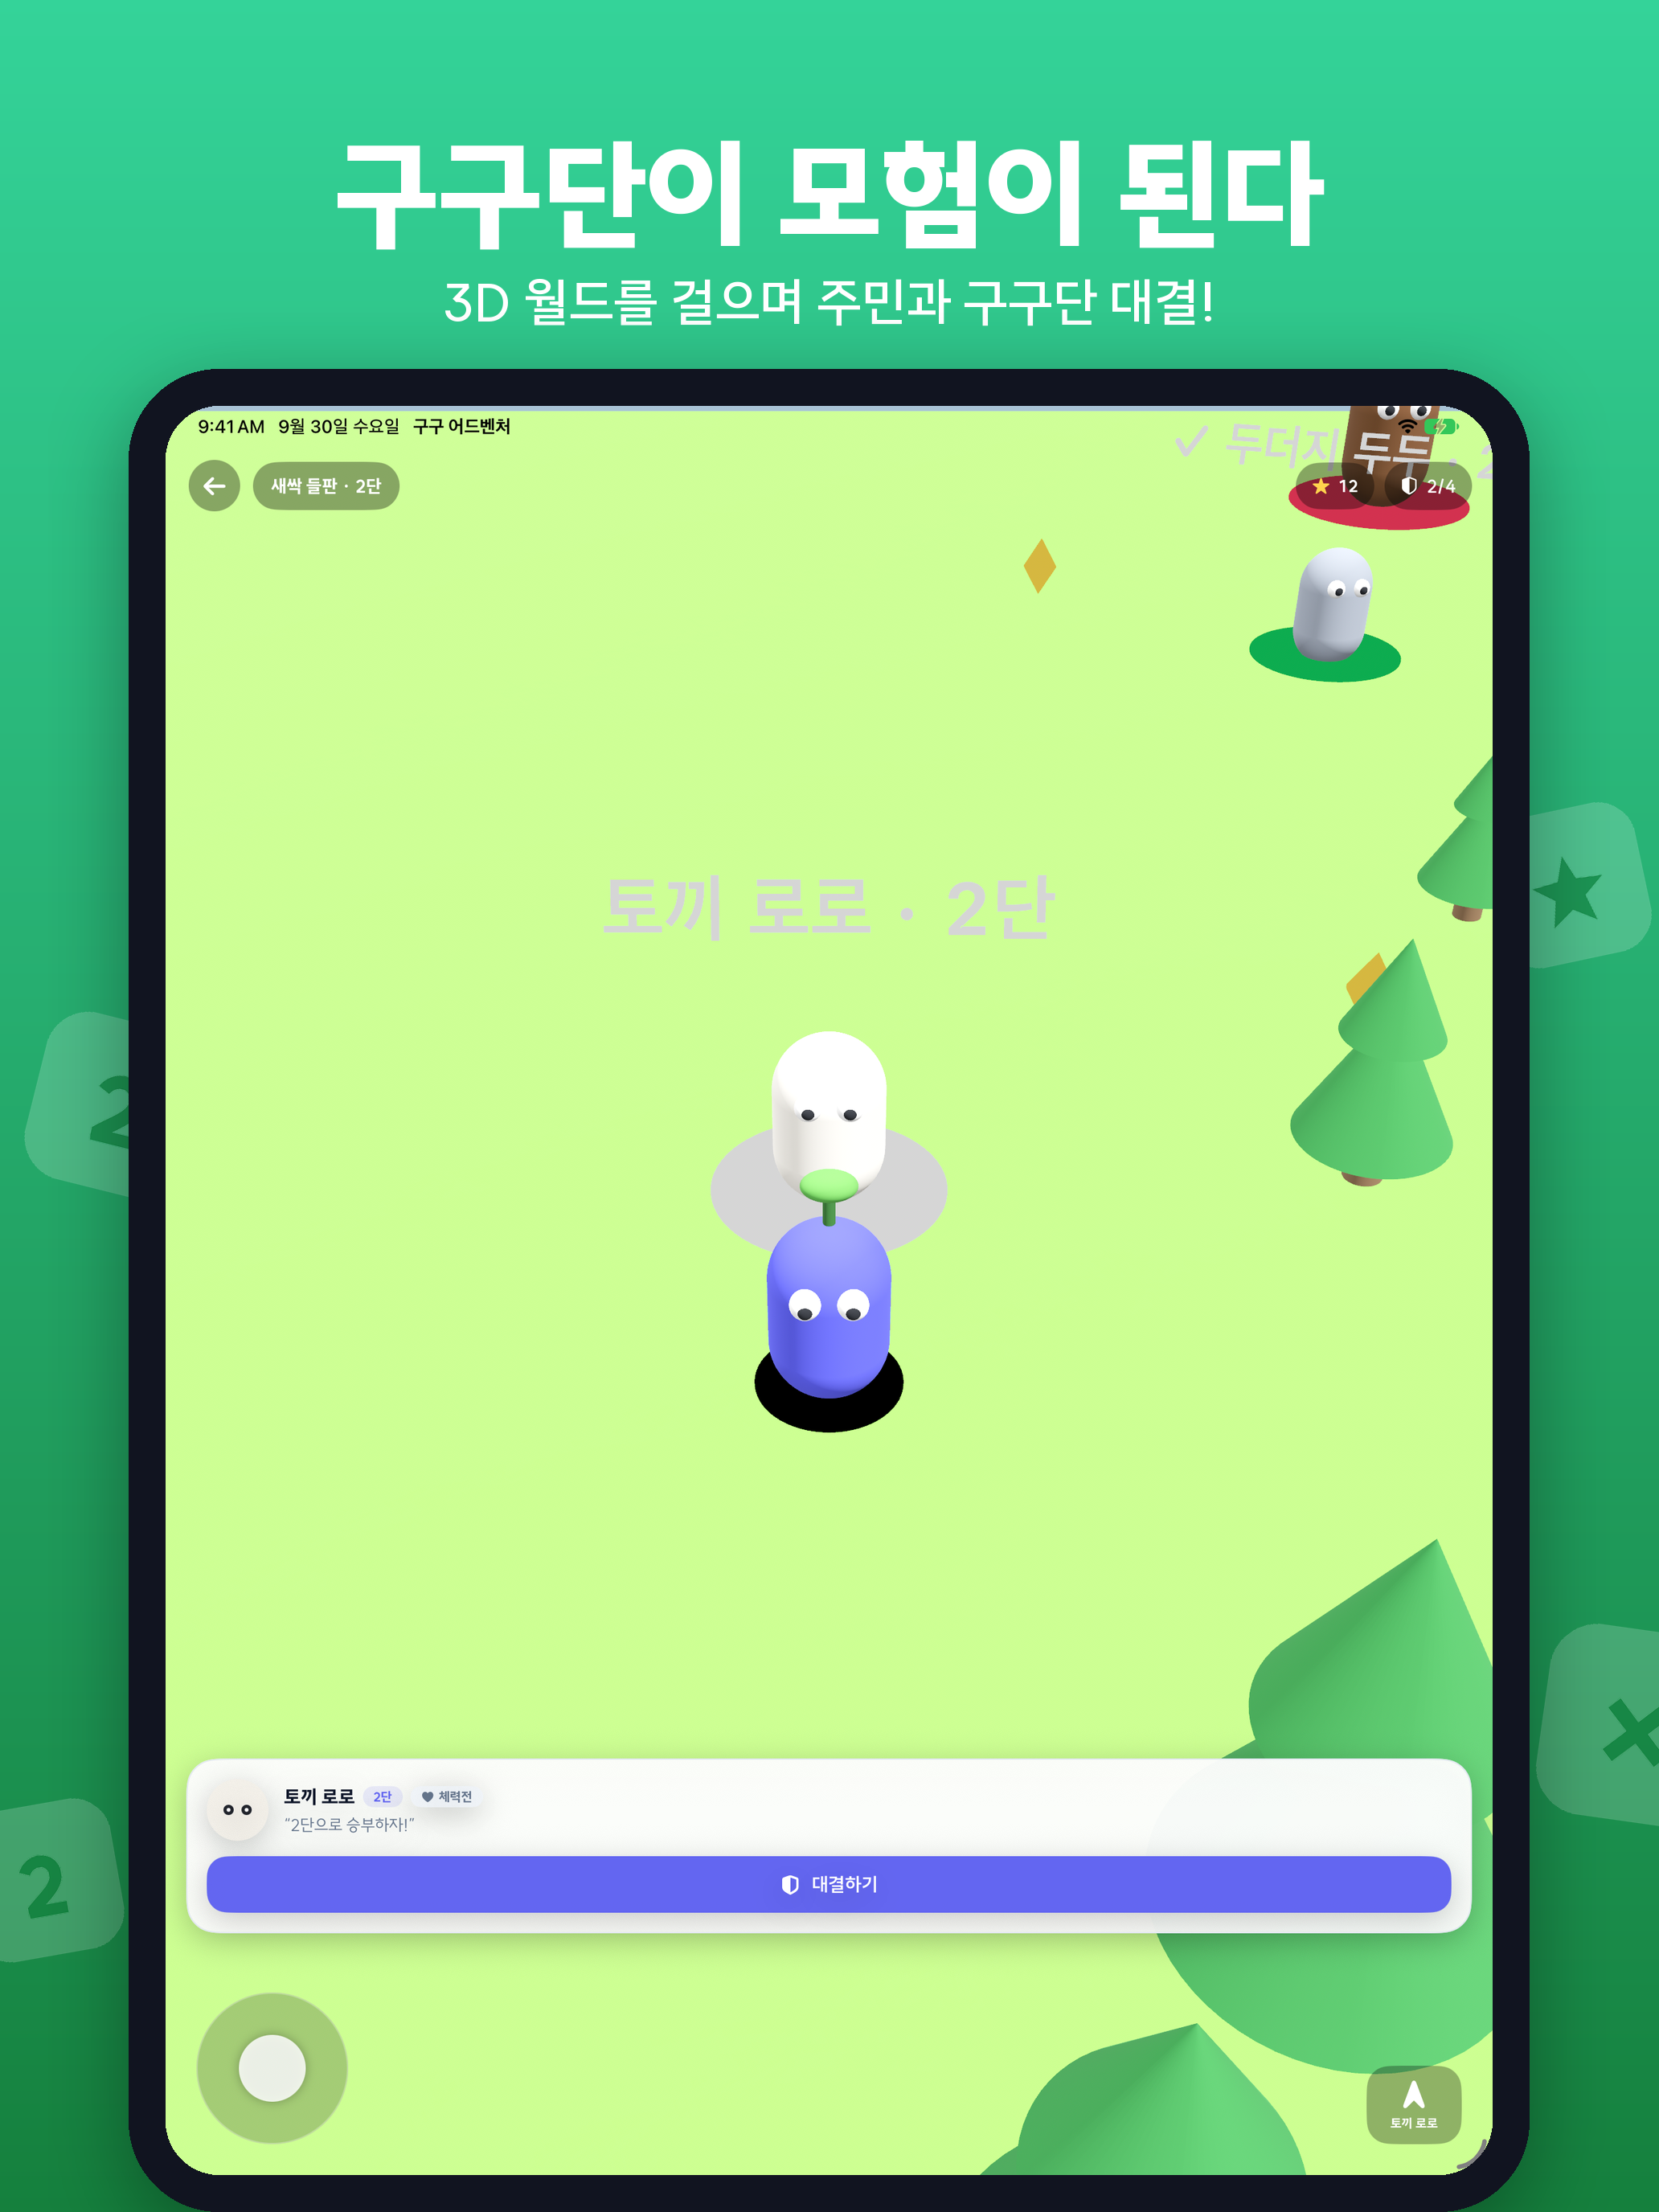 구구단이 모험이 된다
3D 월드를 걸으며 주민과 구구단 대결!
9:41 AM 9월 30일 수요일 구구 어드벤처
✓ 두더지 두두 · 2
새싹 들판 · 2단
12
2/4
토끼 로로 · 2단
2
토끼 로로 2단 체력전
“2단으로 승부하자!”
대결하기
2
토끼 로로